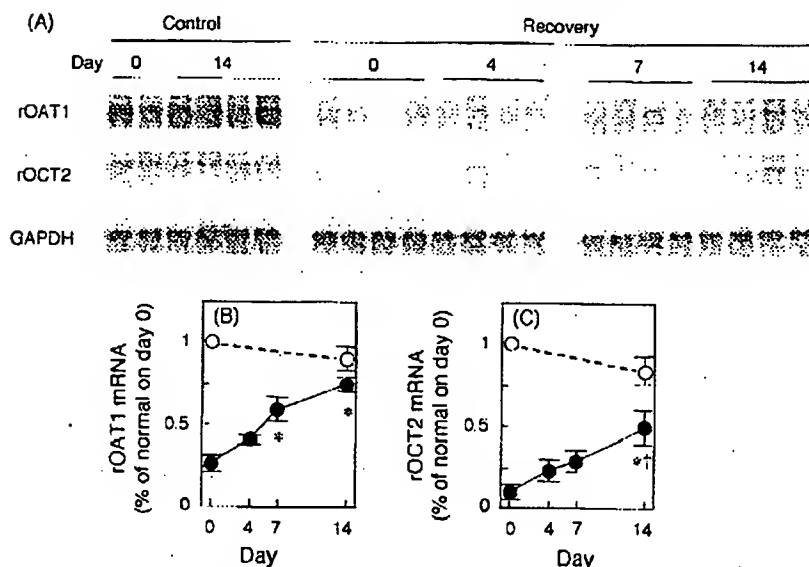 (A) Control Recovery
Day 0 14 0 4 7 14
rOAT1
rOCT2
GAPDH
(B)
rOAT1 mRNA
(% of normal on day 0)
1
0.5
0
*
*
0 4 7 14
Day
(C)
rOCT2 mRNA
(% of normal on day 0)
1
0.5
0
*†
0 4 7 14
Day